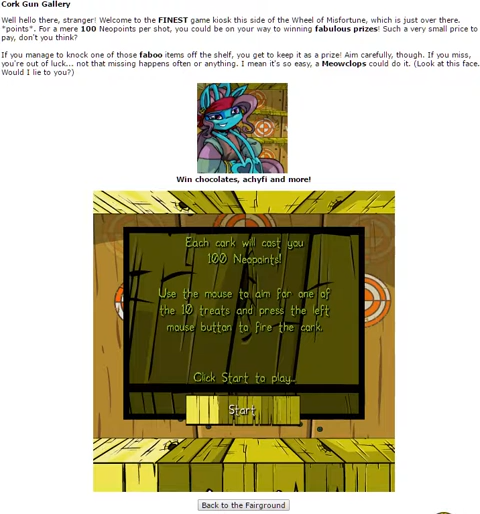 Cork Gun Gallery
Well hello there, stranger! Welcome to the FINEST game kiosk this side of the Wheel of Misfortune, which is just over there.
*points*. For a mere 100 Neopoints per shot, you could be on your way to winning fabulous prizes! Such a very small price to
pay, don't you think?
If you manage to knock one of those faboo items off the shelf, you get to keep it as a prize! Aim carefully, though. If you miss,
you're out of luck... not that missing happens often or anything. I mean it's so easy, a Meowclops could do it. (Look at this face.
Would I lie to you?)
Win chocolates, achyfi and more!
Each cork will cost you
100 Neopoints!
Use the mouse to aim for one of
the 10 treats and press the left
mouse button to fire the cork.
Click Start to play...
Start
Back to the Fairground